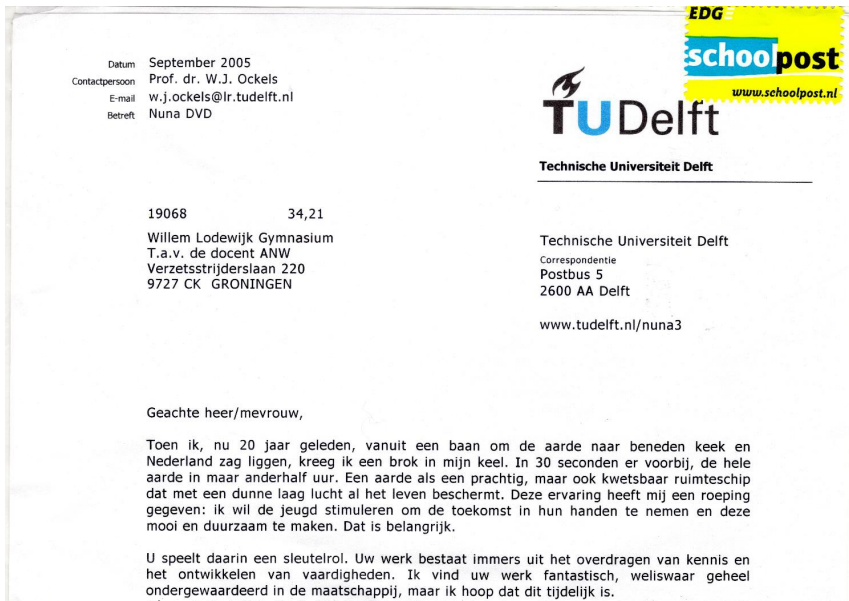 EDG
schoolpost
www.schoolpost.nl
Datum September 2005
Contactpersoon Prof. dr. W.J. Ockels
E-mail w.j.ockels@lr.tudelft.nl
Betreft Nuna DVD
TU Delft
Technische Universiteit Delft
19068 34,21
Willem Lodewijk Gymnasium
T.a.v. de docent ANW
Verzetsstrijderslaan 220
9727 CK GRONINGEN
Technische Universiteit Delft
Correspondentie
Postbus 5
2600 AA Delft
www.tudelft.nl/nuna3
Geachte heer/mevrouw,
Toen ik, nu 20 jaar geleden, vanuit een baan om de aarde naar beneden keek en
Nederland zag liggen, kreeg ik een brok in mijn keel. In 30 seconden er voorbij, de hele
aarde in maar anderhalf uur. Een aarde als een prachtig, maar ook kwetsbaar ruimteschip
dat met een dunne laag lucht al het leven beschermt. Deze ervaring heeft mij een roeping
gegeven: ik wil de jeugd stimuleren om de toekomst in hun handen te nemen en deze
mooi en duurzaam te maken. Dat is belangrijk.
U speelt daarin een sleutelrol. Uw werk bestaat immers uit het overdragen van kennis en
het ontwikkelen van vaardigheden. Ik vind uw werk fantastisch, weliswaar geheel
ondergewaardeerd in de maatschappij, maar ik hoop dat dit tijdelijk is.